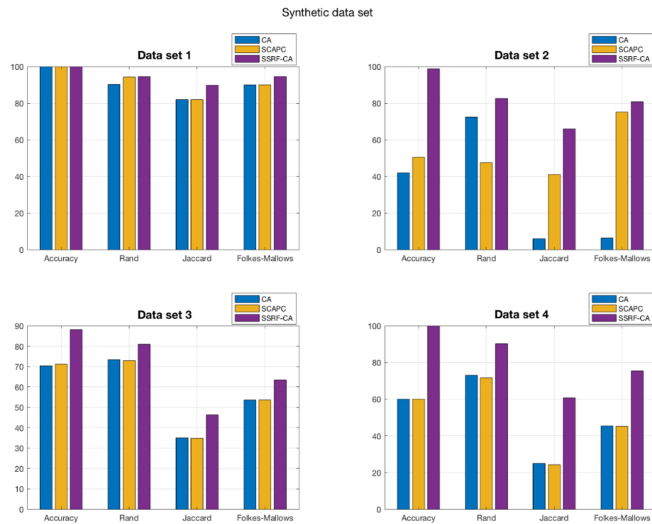 Synthetic data set
Data set 1
CA
SCAPC
SSRF-CA
100
80
60
40
20
0
Accuracy
Rand
Jaccard
Folkes-Mallows
Data set 2
CA
SCAPC
SSRF-CA
100
80
60
40
20
0
Accuracy
Rand
Jaccard
Folkes-Mallows
Data set 3
CA
SCAPC
SSRF-CA
90
80
70
60
50
40
30
20
10
0
Accuracy
Rand
Jaccard
Folkes-Mallows
Data set 4
CA
SCAPC
SSRF-CA
100
80
60
40
20
0
Accuracy
Rand
Jaccard
Folkes-Mallows